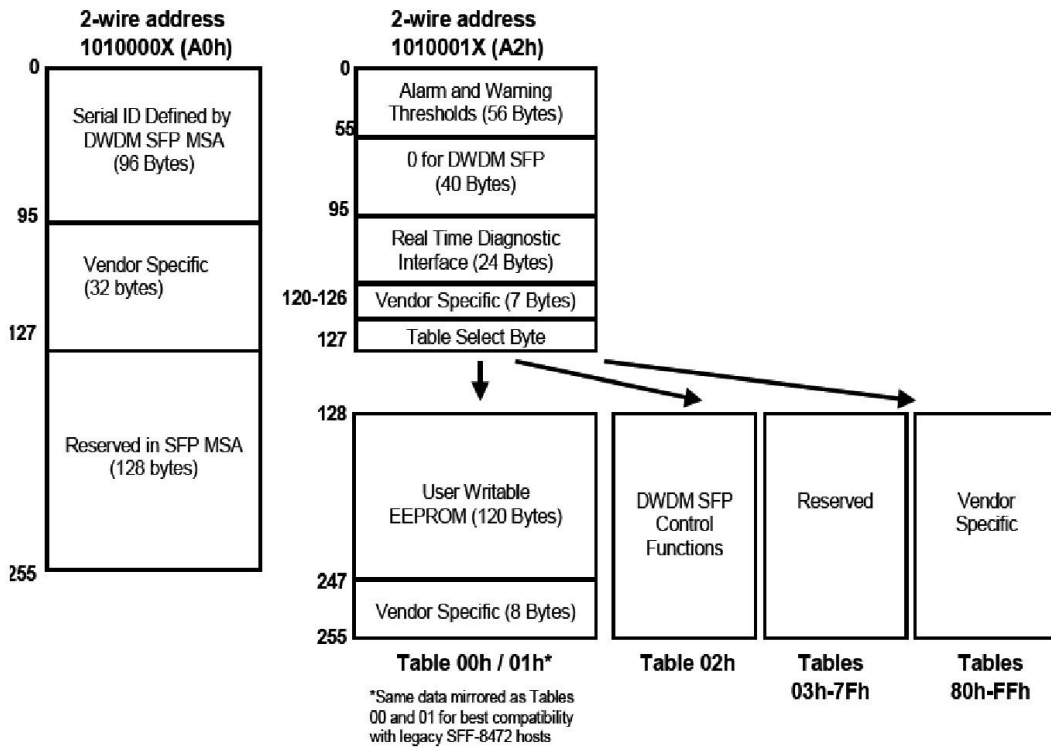 2-wire address
1010000X (A0h)
0
Serial ID Defined by
DWDM SFP MSA
(96 Bytes)
95
Vendor Specific
(32 bytes)
127
Reserved in SFP MSA
(128 bytes)
255
2-wire address
1010001X (A2h)
0
Alarm and Warning
Thresholds (56 Bytes)
55
0 for DWDM SFP
(40 Bytes)
95
Real Time Diagnostic
Interface (24 Bytes)
120-126
Vendor Specific (7 Bytes)
127
Table Select Byte
128
User Writable
EEPROM (120 Bytes)
247
Vendor Specific (8 Bytes)
255
Table 00h / 01h*
*Same data mirrored as Tables
00 and 01 for best compatibility
with legacy SFF-8472 hosts
DWDM SFP
Control
Functions
Table 02h
Reserved
Tables
03h-7Fh
Vendor
Specific
Tables
80h-FFh